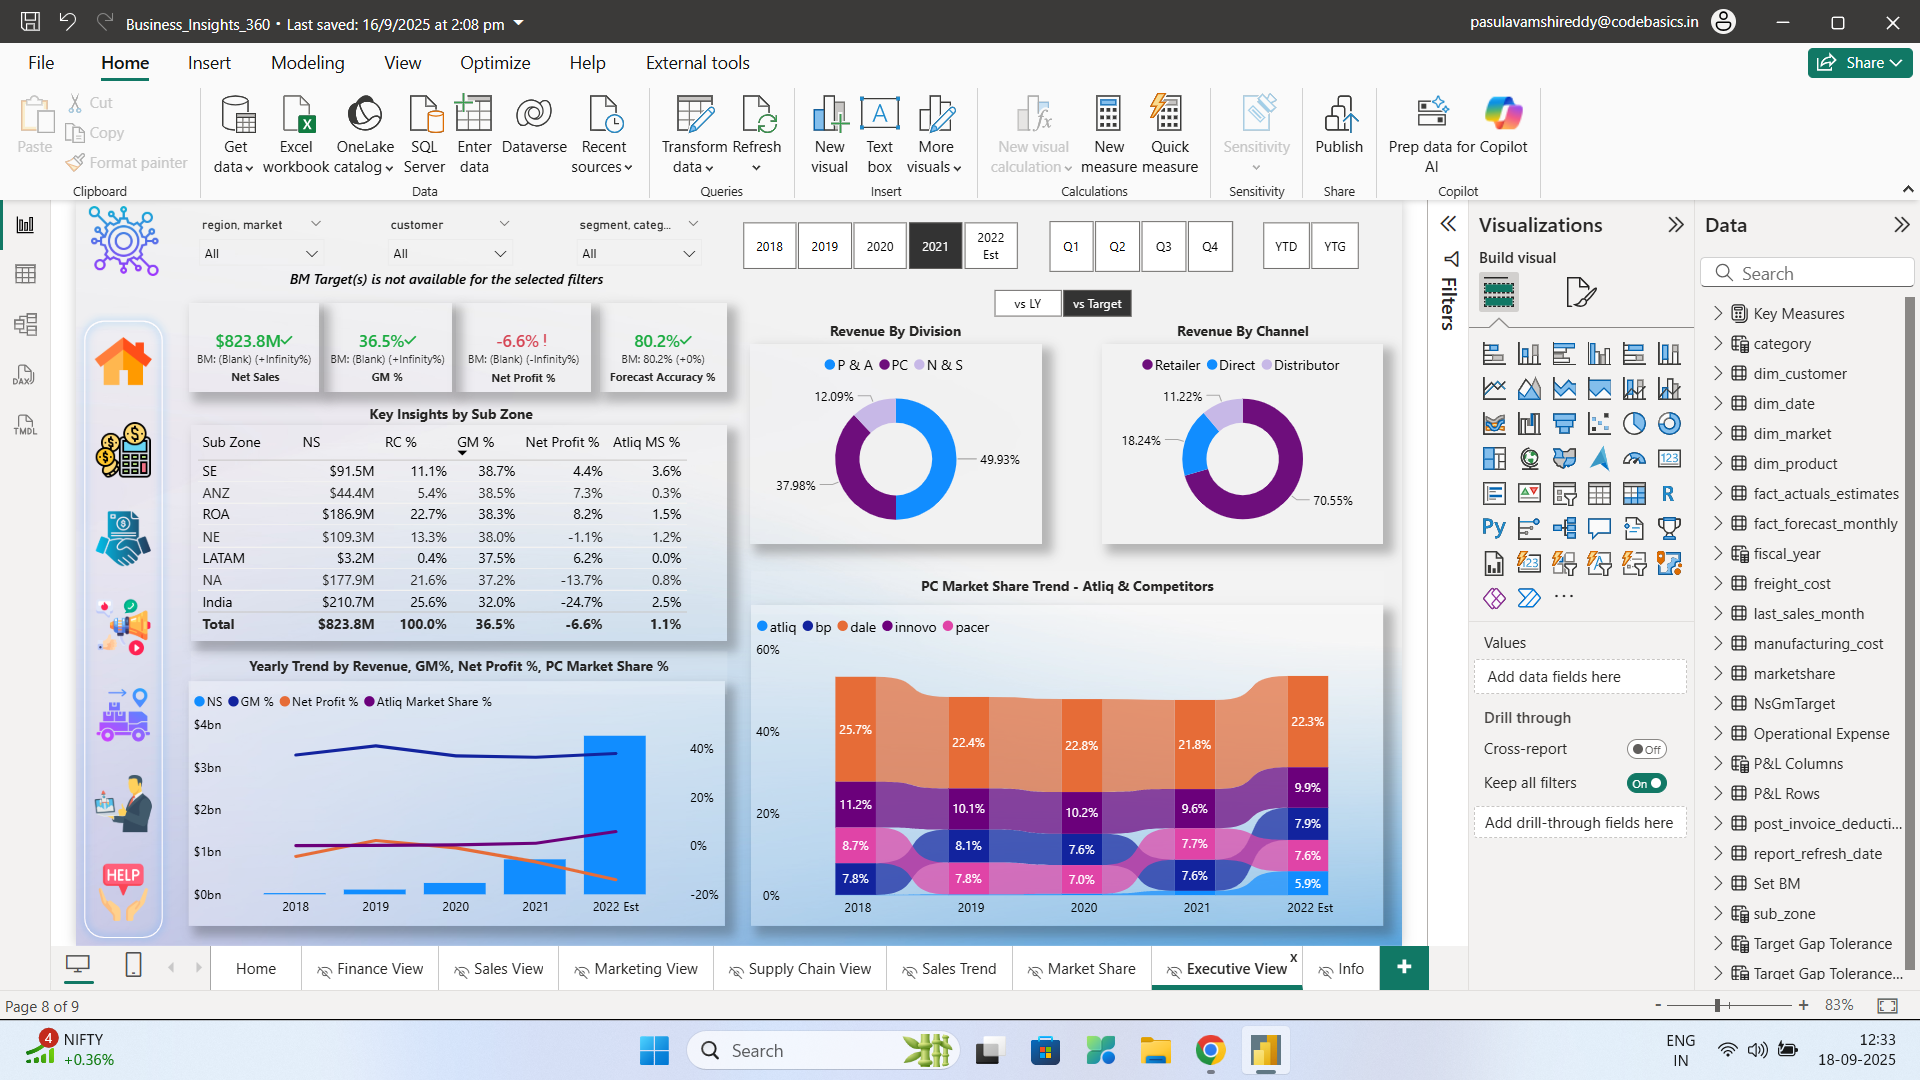 Business_Insights_360 • Last saved: 16/9/2025 at 2:08 pm
pasulavamshireddy@codebasics.in
File Home Insert Modeling View Optimize Help External tools
Share
Paste
Cut
Copy
Format painter
Clipboard
Get data
Excel workbook
OneLake catalog
SQL Server
Enter data
Dataverse
Recent sources
Data
Transform data
Refresh
Queries
New visual
Text box
More visuals
Insert
New visual calculation
New measure
Quick measure
Calculations
Sensitivity
Sensitivity
Publish
Share
Prep data for AI
Copilot
Copilot
DAX
TMDL
region, market
All
customer
All
segment, categ...
All
BM Target(s) is not available for the selected filters
2018 2019 2020 2021 2022 Est
Q1 Q2 Q3 Q4
YTD YTG
vs LY vs Target
$823.8M
BM: (Blank) (+Infinity%)
Net Sales
36.5%
BM: (Blank) (+Infinity%)
GM %
-6.6% !
BM: (Blank) (-Infinity%)
Net Profit %
80.2%
BM: 80.2% (+0%)
Forecast Accuracy %
Key Insights by Sub Zone
Sub Zone NS RC % GM % Net Profit % Atliq MS %
SE $91.5M 11.1% 38.7% 4.4% 3.6%
ANZ $44.4M 5.4% 38.5% 7.3% 0.3%
ROA $186.9M 22.7% 38.3% 8.2% 1.5%
NE $109.3M 13.3% 38.0% -1.1% 1.2%
LATAM $3.2M 0.4% 37.5% 6.2% 0.0%
NA $177.9M 21.6% 37.2% -13.7% 0.8%
India $210.7M 25.6% 32.0% -24.7% 2.5%
Total $823.8M 100.0% 36.5% -6.6% 1.1%
Yearly Trend by Revenue, GM%, Net Profit %, PC Market Share %
NS GM % Net Profit % Atliq Market Share %
$4bn
$3bn
$2bn
$1bn
$0bn
40%
20%
0%
-20%
2018 2019 2020 2021 2022 Est
Revenue By Division
P & A PC N & S
12.09%
49.93%
37.98%
Revenue By Channel
Retailer Direct Distributor
11.22%
18.24%
70.55%
PC Market Share Trend - Atliq & Competitors
atliq bp dale innovo pacer
60%
40%
20%
0%
25.7% 22.4% 22.8% 21.8% 22.3%
11.2% 10.1% 10.2% 9.6% 9.9%
8.7% 8.1% 7.6% 7.7% 7.9%
7.8% 7.8% 7.0% 7.6% 7.6%
5.9%
2018 2019 2020 2021 2022 Est
HELP
Filters
Visualizations
Build visual
123
R
Py
123
Values
Add data fields here
Drill through
Cross-report Off
Keep all filters On
Add drill-through fields here
Data
Search
Key Measures
category
dim_customer
dim_date
dim_market
dim_product
fact_actuals_estimates
fact_forecast_monthly
fiscal_year
freight_cost
last_sales_month
manufacturing_cost
marketshare
NsGmTarget
Operational Expense
P&L Columns
P&L Rows
post_invoice_deducti...
report_refresh_date
Set BM
sub_zone
Target Gap Tolerance
Target Gap Tolerance...
Home Finance View Sales View Marketing View Supply Chain View Sales Trend Market Share Executive View x Info +
Page 8 of 9
- + 83%
4
NIFTY
+0.36%
Search
ENG
IN
12:33
18-09-2025